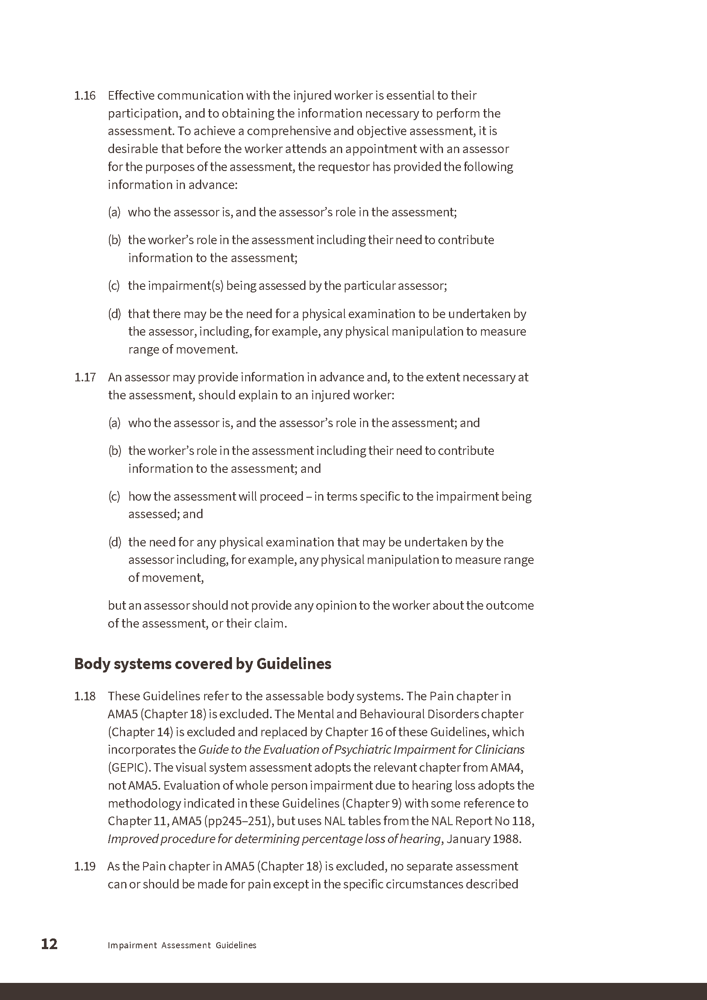 1.16 Effective communication with the injured worker is essential to their
participation, and to obtaining the information necessary to perform the
assessment. To achieve a comprehensive and objective assessment, it is
desirable that before the worker attends an appointment with an assessor
for the purposes of the assessment, the requestor has provided the following
information in advance:
(a) who the assessor is, and the assessor’s role in the assessment;
(b) the worker’s role in the assessment including their need to contribute
information to the assessment;
(c) the impairment(s) being assessed by the particular assessor;
(d) that there may be the need for a physical examination to be undertaken by
the assessor, including, for example, any physical manipulation to measure
range of movement.
1.17 An assessor may provide information in advance and, to the extent necessary at
the assessment, should explain to an injured worker:
(a) who the assessor is, and the assessor’s role in the assessment; and
(b) the worker’s role in the assessment including their need to contribute
information to the assessment; and
(c) how the assessment will proceed – in terms specific to the impairment being
assessed; and
(d) the need for any physical examination that may be undertaken by the
assessor including, for example, any physical manipulation to measure range
of movement,
but an assessor should not provide any opinion to the worker about the outcome
of the assessment, or their claim.
Body systems covered by Guidelines
1.18 These Guidelines refer to the assessable body systems. The Pain chapter in
AMA5 (Chapter 18) is excluded. The Mental and Behavioural Disorders chapter
(Chapter 14) is excluded and replaced by Chapter 16 of these Guidelines, which
incorporates the Guide to the Evaluation of Psychiatric Impairment for Clinicians
(GEPIC). The visual system assessment adopts the relevant chapter from AMA4,
not AMA5. Evaluation of whole person impairment due to hearing loss adopts the
methodology indicated in these Guidelines (Chapter 9) with some reference to
Chapter 11, AMA5 (pp245–251), but uses NAL tables from the NAL Report No 118,
Improved procedure for determining percentage loss of hearing, January 1988.
1.19 As the Pain chapter in AMA5 (Chapter 18) is excluded, no separate assessment
can or should be made for pain except in the specific circumstances described
12 Impairment Assessment Guidelines